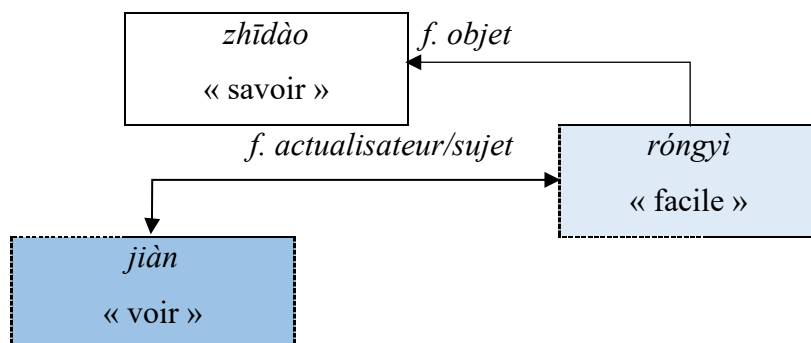 zhīdào
« savoir »
f. objet
f. actualisateur/sujet
róngyì
« facile »
jiàn
« voir »